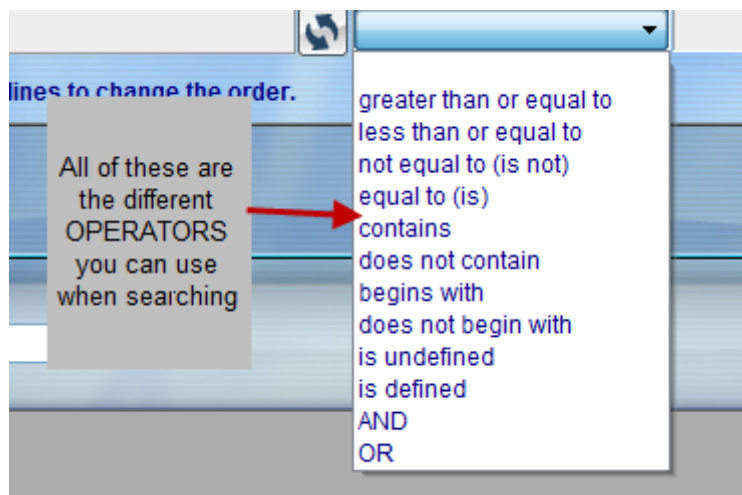 lines to change the order.
All of these are
the different
OPERATORS
you can use
when searching
greater than or equal to
less than or equal to
not equal to (is not)
equal to (is)
contains
does not contain
begins with
does not begin with
is undefined
is defined
AND
OR